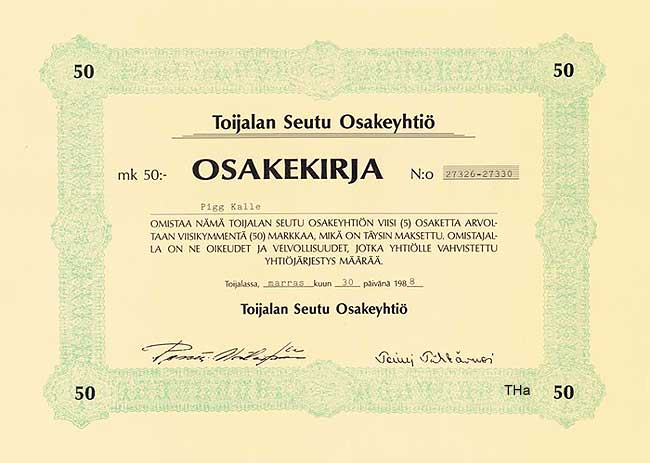 50 50
Toijalan Seutu Osakeyhtiö
mk 50:- OSAKEKIRJA N:o 27326-27330
Pigg Kalle
OMISTAA NÄMÄ TOIJALAN SEUTU OSAKEYHTIÖN VIISI (5) OSAKETTA ARVOL-
TAAN VIISIKYMMENTÄ (50) MARKKAA, MIKÄ ON TÄYSIN MAKSETTU. OMISTAJAL-
LA ON NE OIKEUDET JA VELVOLLISUUDET, JOTKA YHTIÖLLE VAHVISTETTU
YHTIÖJÄRJESTYS MÄÄRÄÄ.
Toijalassa, marras kuun 30 päivänä 1988
Toijalan Seutu Osakeyhtiö
50 THa 50